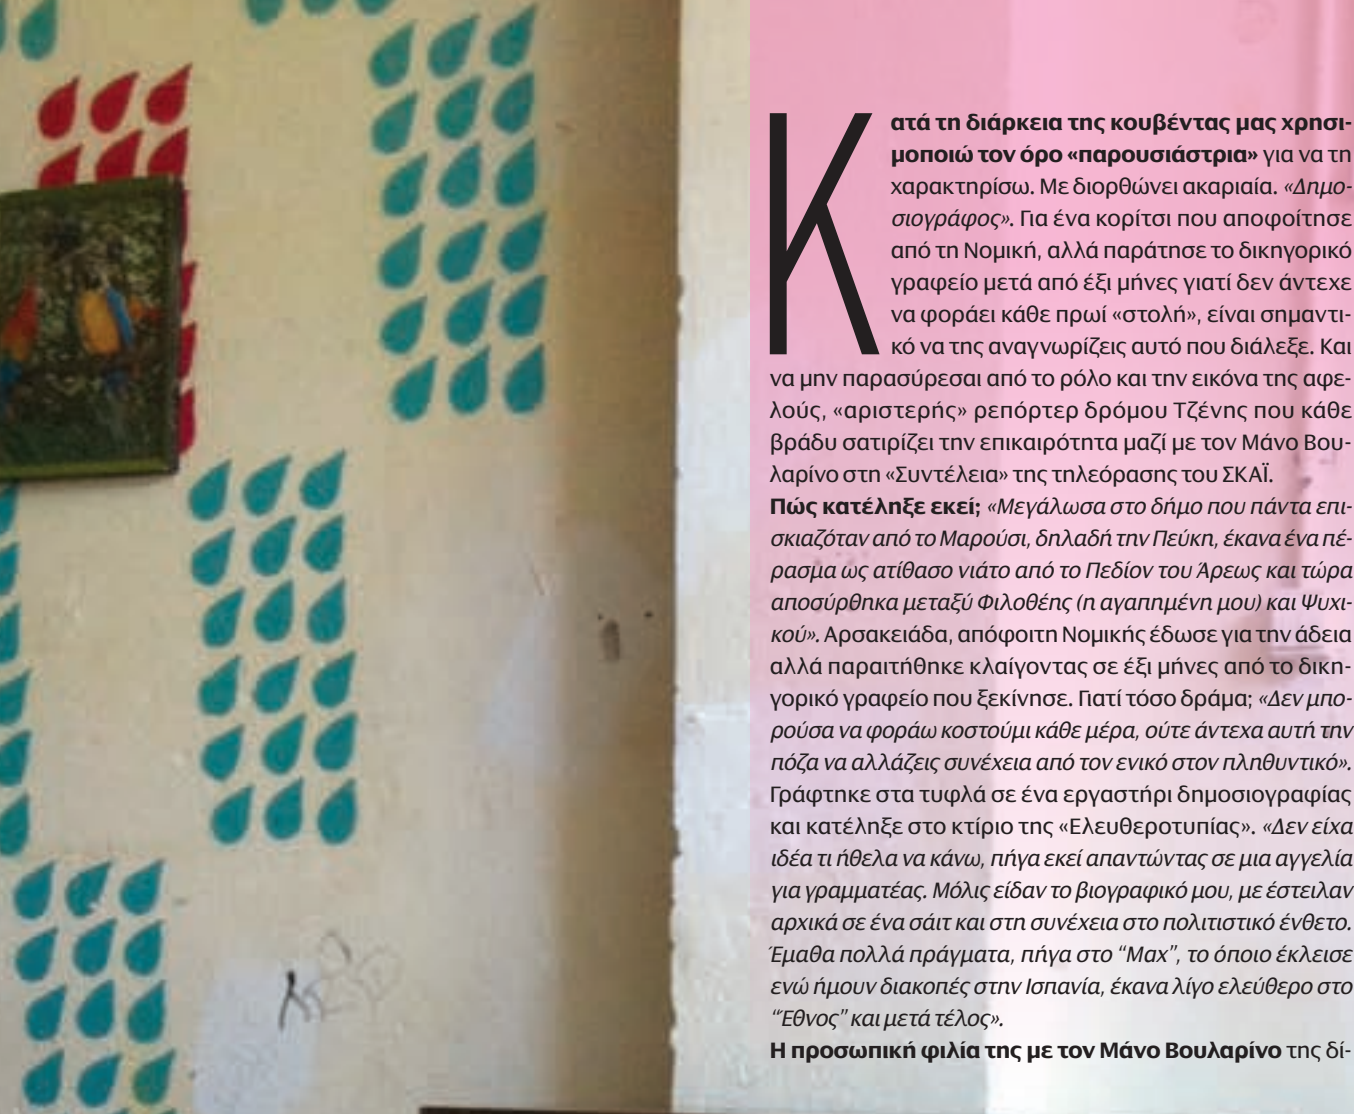 Κατά τη διάρκεια της κουβέντας μας χρησι-
μοποιώ τον όρο «παρουσιάστρια» για να τη
χαρακτηρίσω. Με διορθώνει ακαριαία. «Δημο-
σιογράφος». Για ένα κορίτσι που αποφοίτησε
από τη Νομική, αλλά παράτησε το δικηγορικό
γραφείο μετά από έξι μήνες γιατί δεν άντεχε
να φοράει κάθε πρωί «στολή», είναι σημαντι-
κό να της αναγνωρίζεις αυτό που διάλεξε. Και
να μην παρασύρεσαι από το ρόλο και την εικόνα της αφε-
λούς, «αριστερής» ρεπόρτερ δρόμου Τζένης που κάθε
βράδυ σατιρίζει την επικαιρότητα μαζί με τον Μάνο Βου-
λαρίνο στη «Συντέλεια» της τηλεόρασης του ΣΚΑΪ.
Πώς κατέληξε εκεί; «Μεγάλωσα στο δήμο που πάντα επι-
σκιαζόταν από το Μαρούσι, δηλαδή την Πεύκη, έκανα ένα πέ-
ρασμα ως ατίθασο νιάτο από το Πεδίον του Άρεως και τώρα
αποσύρθηκα μεταξύ Φιλοθέης (η αγαπημένη μου) και Ψυχι-
κού». Αρσακειάδα, απόφοιτη Νομικής έδωσε για την άδεια
αλλά παραιτήθηκε κλαίγοντας σε έξι μήνες από το δικη-
γορικό γραφείο που ξεκίνησε. Γιατί τόσο δράμα; «Δεν μπο-
ρούσα να φοράω κοστούμι κάθε μέρα, ούτε άντεχα αυτή την
πόζα να αλλάζεις συνέχεια από τον ενικό στον πληθυντικό».
Γράφτηκε στα τυφλά σε ένα εργαστήρι δημοσιογραφίας
και κατέληξε στο κτίριο της «Ελευθεροτυπίας». «Δεν είχα
ιδέα τι ήθελα να κάνω, πήγα εκεί απαντώντας σε μια αγγελία
για γραμματέας. Μόλις είδαν το βιογραφικό μου, με έστειλαν
αρχικά σε ένα σάιτ και στη συνέχεια στο πολιτιστικό ένθετο.
Έμαθα πολλά πράγματα, πήγα στο “Max”, το όποιο έκλεισε
ενώ ήμουν διακοπές στην Ισπανία, έκανα λίγο ελεύθερο στο
“Έθνος” και μετά τέλος».
Η προσωπική φιλία της με τον Μάνο Βουλαρίνο της δί-